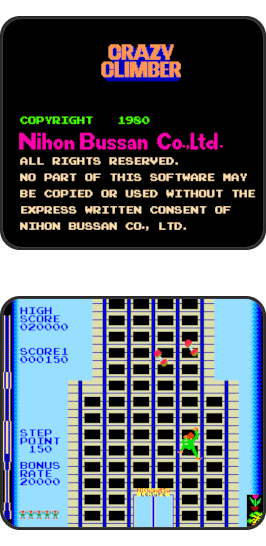 CRAZY
CLIMBER
COPYRIGHT 1980
Nihon Bussan Co.,Ltd.
ALL RIGHTS RESERVED.
NO PART OF THIS SOFTWARE MAY
BE COPIED OR USED WITHOUT THE
EXPRESS WRITTEN CONSENT OF
NIHON BUSSAN CO., LTD.
HIGH
SCORE
020000
SCORE1
000150
STEP
POINT
150
BONUS
RATE
20000